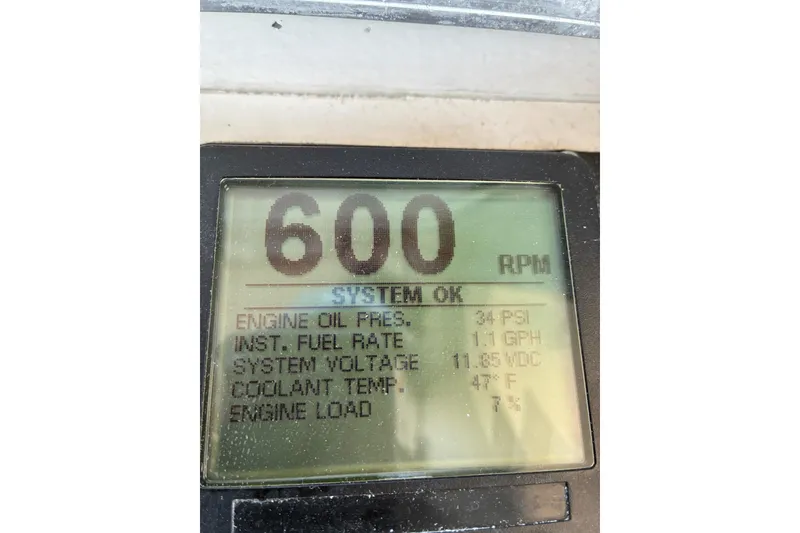 600 RPM
SYSTEM OK
ENGINE OIL PRES. 34 PSI
INST. FUEL RATE 1.1 GPH
SYSTEM VOLTAGE 11.85 VDC
COOLANT TEMP. 47° F
ENGINE LOAD 7 %